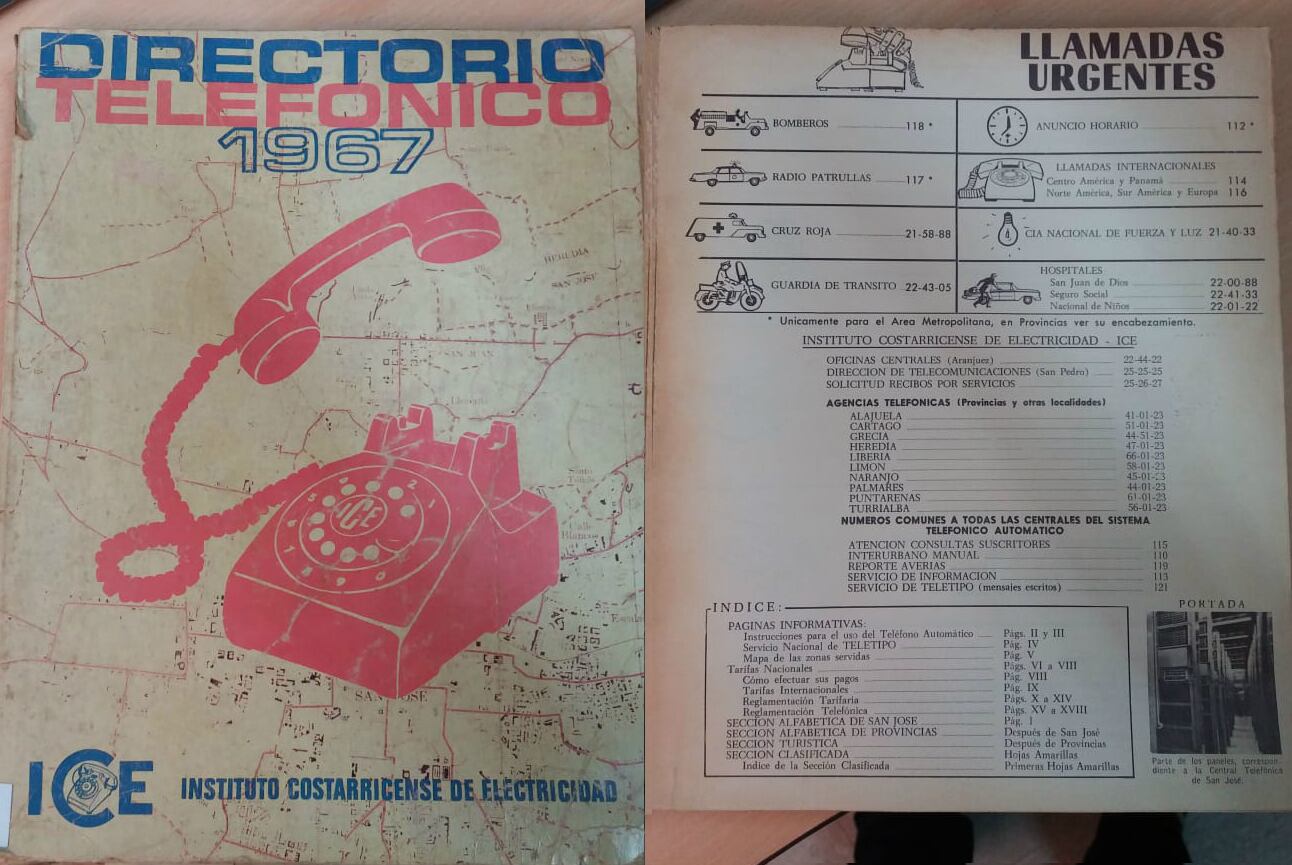 DIRECTORIO
TELEFONICO
1967
HEREDIA
SAN JOSE
SAN JUAN
SAN JOSE
ICE
ICE INSTITUTO COSTARRICENSE DE ELECTRICIDAD
LLAMADAS
URGENTES
BOMBEROS 118 *
RADIO PATRULLAS 117 *
CRUZ ROJA 21-58-88
GUARDIA DE TRANSITO 22-43-05
ANUNCIO HORARIO 112 *
LLAMADAS INTERNACIONALES
Centro América y Panamá 114
Norte América, Sur América y Europa 116
CIA NACIONAL DE FUERZA Y LUZ 21-40-33
HOSPITALES
San Juan de Dios 22-00-88
Seguro Social 22-41-33
Nacional de Niños 22-01-22
* Unicamente para el Area Metropolitana, en Provincias ver su encabezamiento.
INSTITUTO COSTARRICENSE DE ELECTRICIDAD - ICE
OFICINAS CENTRALES (Aranjuez) 22-44-22
DIRECCION DE TELECOMUNICACIONES (San Pedro) 25-25-25
SOLICITUD RECIBOS POR SERVICIOS 25-26-27
AGENCIAS TELEFONICAS (Provincias y otras localidades)
ALAJUELA 41-01-23
CARTAGO 51-01-23
GRECIA 44-51-23
HEREDIA 47-01-23
LIBERIA 66-01-23
LIMON 58-01-23
NARANJO 45-01-23
PALMARES 44-01-23
PUNTARENAS 61-01-23
TURRIALBA 56-01-23
NUMEROS COMUNES A TODAS LAS CENTRALES DEL SISTEMA
TELEFONICO AUTOMATICO
ATENCION CONSULTAS SUSCRITORES 115
INTERURBANO MANUAL 110
REPORTE AVERIAS 119
SERVICIO DE INFORMACION 113
SERVICIO DE TELETIPO (mensajes escritos) 121
INDICE:
PAGINAS INFORMATIVAS:
Instrucciones para el uso del Teléfono Automático Págs. II y III
Servicio Nacional de TELETIPO Pág. IV
Mapa de las zonas servidas Pág. V
Tarifas Nacionales Págs. VI a VIII
Cómo efectuar sus pagos Pág. VIII
Tarifas Internacionales Pág. IX
Reglamentación Tarifaria Págs. X a XIV
Reglamentación Telefónica Págs. XV a XVIII
SECCION ALFABETICA DE SAN JOSE Pág. 1
SECCION ALFABETICA DE PROVINCIAS Después de San José
SECCION TURISTICA Después de Provincias
SECCION CLASIFICADA Hojas Amarillas
Indice de la Sección Clasificada Primeras Hojas Amarillas
PORTADA
Parte de los paneles, correspon-
diente a la Central Telefónica
de San José.